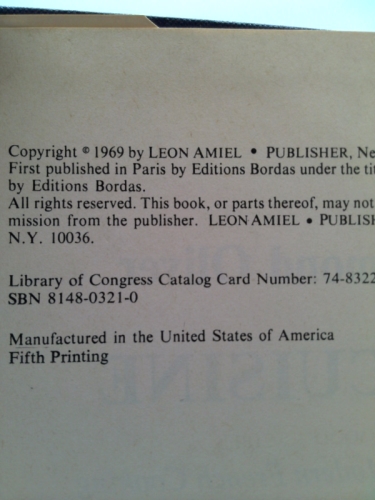 Copyright © 1969 by LEON AMIEL • PUBLISHER, Ne
First published in Paris by Editions Bordas under the tit
by Editions Bordas.
All rights reserved. This book, or parts thereof, may not
mission from the publisher. LEON AMIEL • PUBLIS
N.Y. 10036.
Library of Congress Catalog Card Number: 74-8322
SBN 8148-0321-0
Manufactured in the United States of America
Fifth Printing